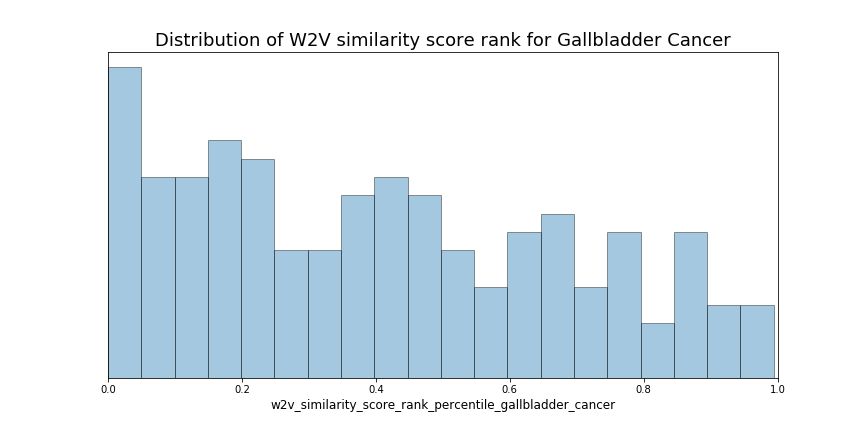 Distribution of W2V similarity score rank for Gallbladder Cancer
0.0 0.2 0.4 0.6 0.8 1.0
w2v_similarity_score_rank_percentile_gallbladder_cancer